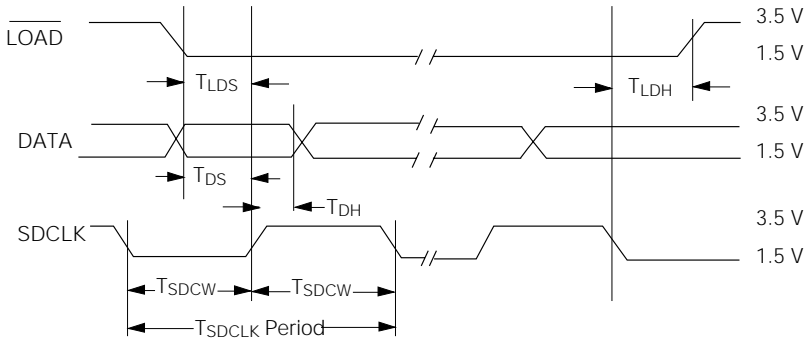 LOAD
3.5 V
1.5 V
TLDS
TLDH
DATA
3.5 V
1.5 V
TDS
TDH
SDCLK
3.5 V
1.5 V
TSDCW
TSDCW
TSDCLK Period